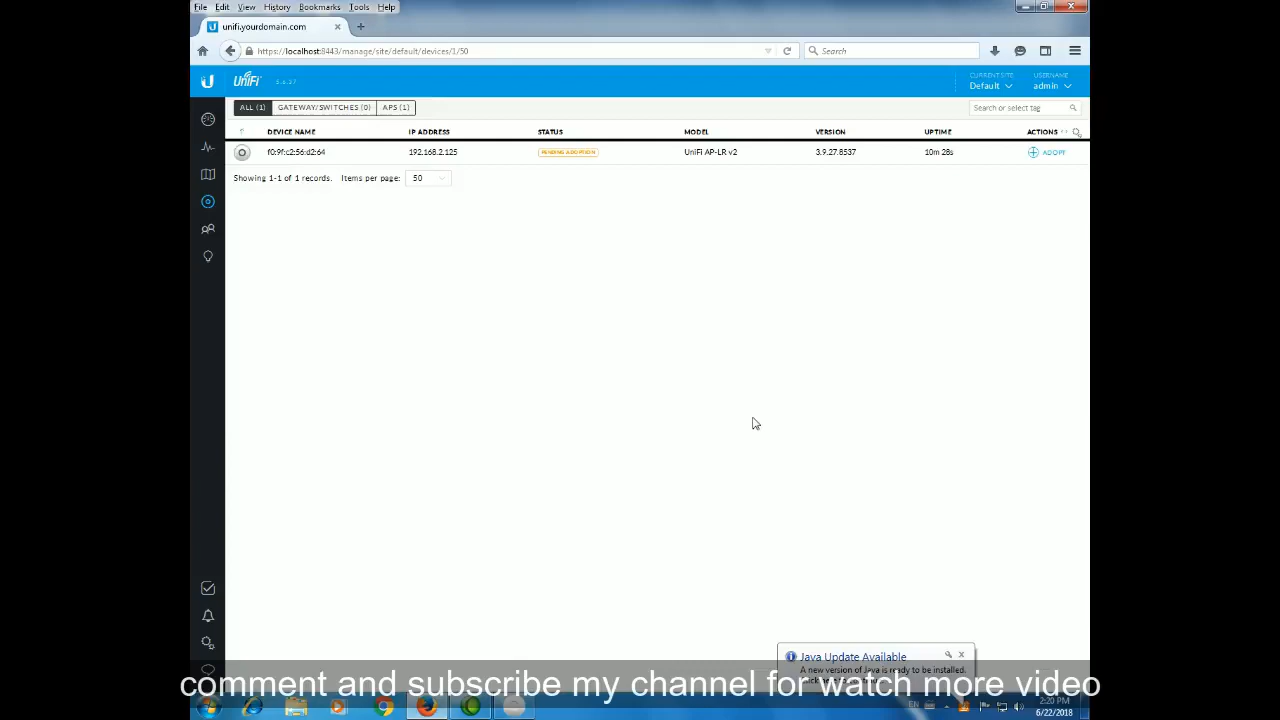 File Edit View History Bookmarks Tools Help
unifi.yourdomain.com
https://localhost:8443/manage/site/default/devices/1/50
Search
UniFi
CURRENT SITE USERNAME
Default admin
ALL (1) GATEWAY/SWITCHES (0) APS (1)
Search or select tag
DEVICE NAME IP ADDRESS STATUS MODEL VERSION UPTIME ACTIONS
f0:9f:c2:56:d2:64 192.168.2.125 PENDING ADOPTION UniFi AP-LR v2 3.9.27.8537 10m 28s ADOPT
Showing 1-1 of 1 records. Items per page: 50
Java Update Available
A new version of Java is ready to be installed.
comment and subscribe my channel for watch more video
EN 2:20 PM
6/22/2018